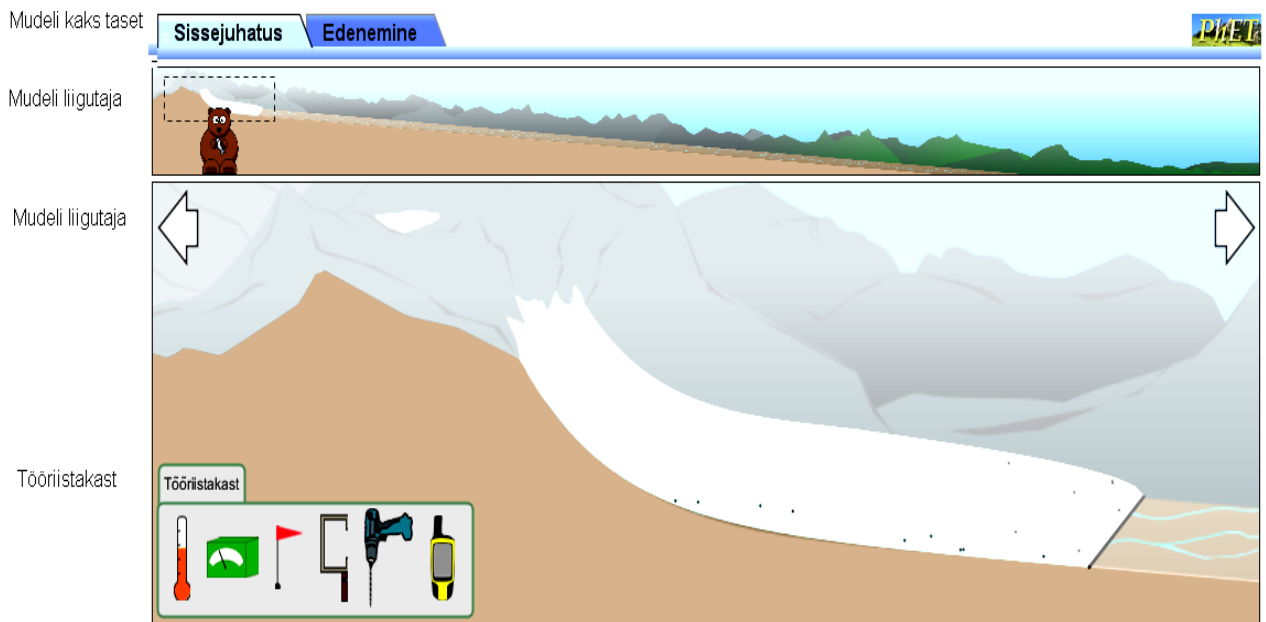 Mudeli kaks taset
Sissejuhatus
Edenemine
PhET
Mudeli liigutaja
Mudeli liigutaja
Tööriistakast
Tööriistakast